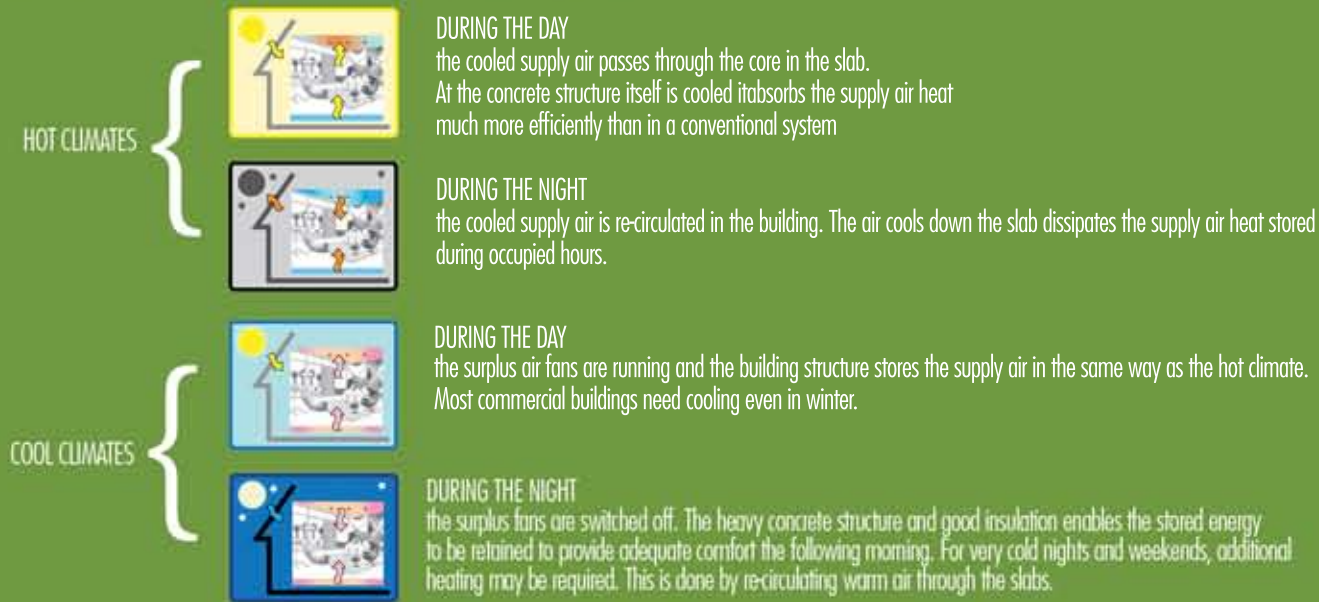 HOT CLIMATES
DURING THE DAY
the cooled supply air passes through the core in the slab.
At the concrete structure itself is cooled itabsorbs the supply air heat
much more efficiently than in a conventional system
DURING THE NIGHT
the cooled supply air is re-circulated in the building. The air cools down the slab dissipates the supply air heat stored
during occupied hours.
COOL CLIMATES
DURING THE DAY
the surplus air fans are running and the building structure stores the supply air in the same way as the hot climate.
Most commercial buildings need cooling even in winter.
DURING THE NIGHT
the surplus fans are switched off. The heavy concrete structure and good insulation enables the stored energy
to be retained to provide adequate comfort the following morning. For very cold nights and weekends, additional
heating may be required. This is done by re-circulating warm air through the slabs.